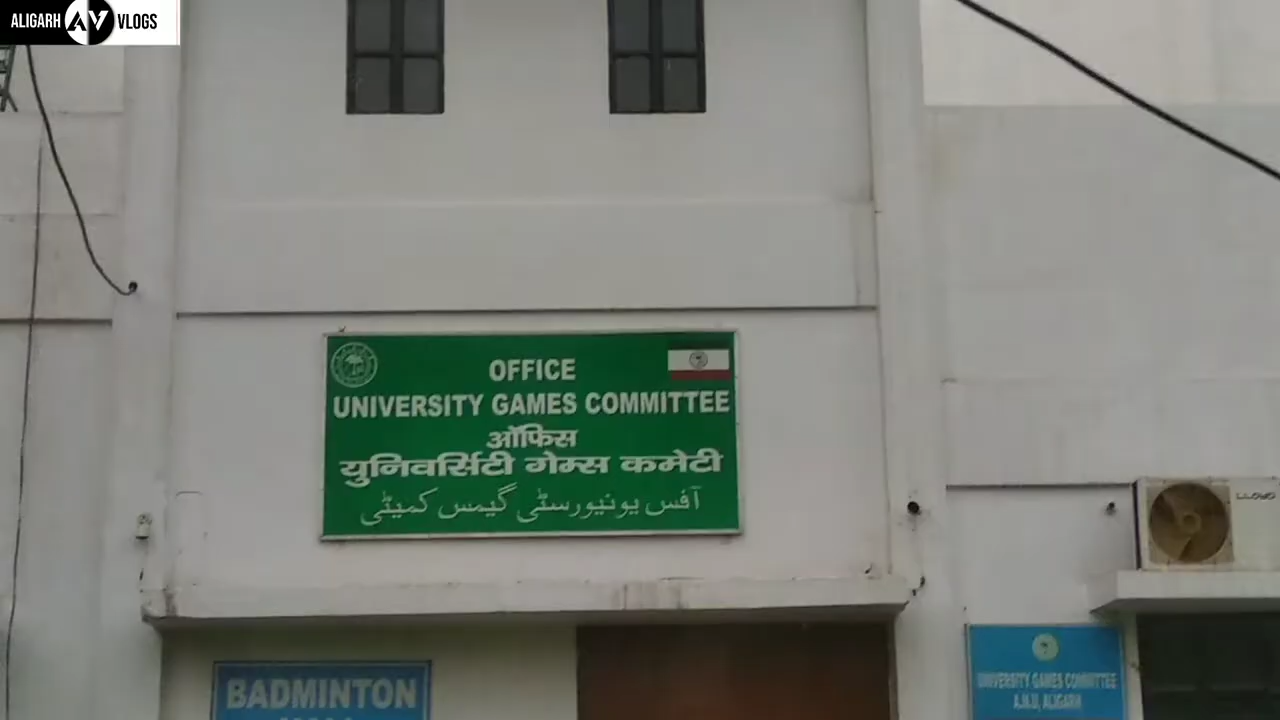 ALIGARH AV VLOGS
OFFICE
UNIVERSITY GAMES COMMITTEE
ऑफिस
युनिवर्सिटी गेम्स कमेटी
آفس یونیورسٹی گیمس کمیٹی
LLOYD
BADMINTON
UNIVERSITY GAMES COMMITTEE
A.M.U, ALIGARH